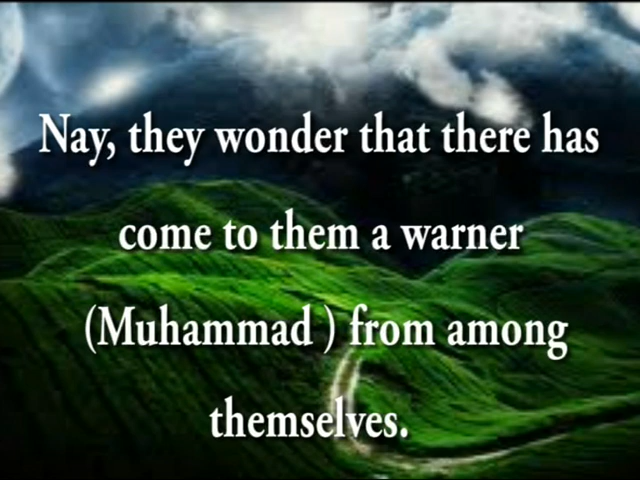 Nay, they wonder that there has
come to them a warner
(Muhammad ) from among
themselves.